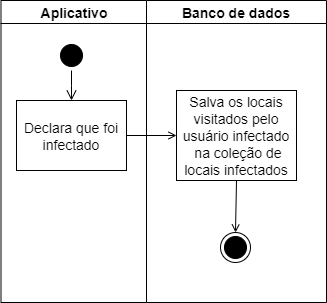 Aplicativo
Banco de dados
Declara que foi
infectado
Salva os locais
visitados pelo
usuário infectado
na coleção de
locais infectados